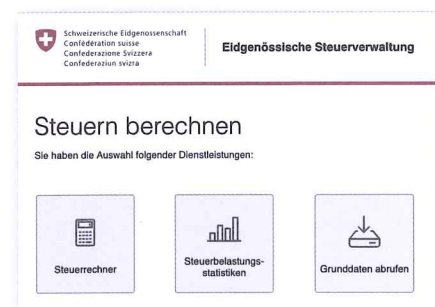 Schweizerische Eidgenossenschaft
Confédération suisse
Confederazione Svizzera
Confederaziun svizra
Eidgenössische Steuerverwaltung
Steuern berechnen
Sie haben die Auswahl folgender Dienstleistungen:
Steuerrechner
Steuerbelastungs-
statistiken
Grunddaten abrufen